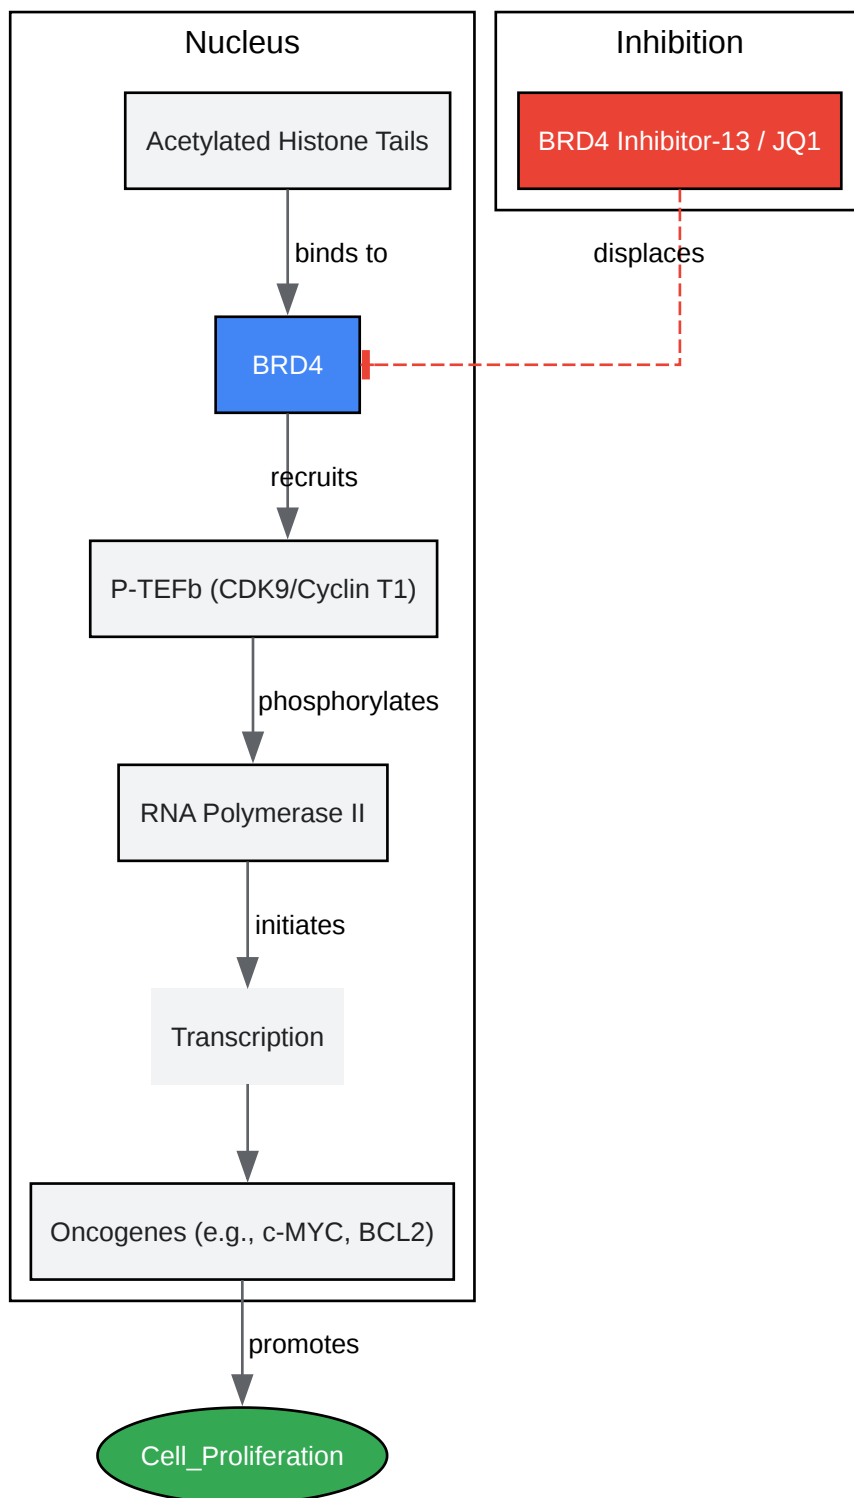 Nucleus
Inhibition
Acetylated Histone Tails
BRD4 Inhibitor-13 / JQ1
binds to
displaces
BRD4
recruits
P-TEFb (CDK9/Cyclin T1)
phosphorylates
RNA Polymerase II
initiates
Transcription
Oncogenes (e.g., c-MYC, BCL2)
promotes
Cell_Proliferation